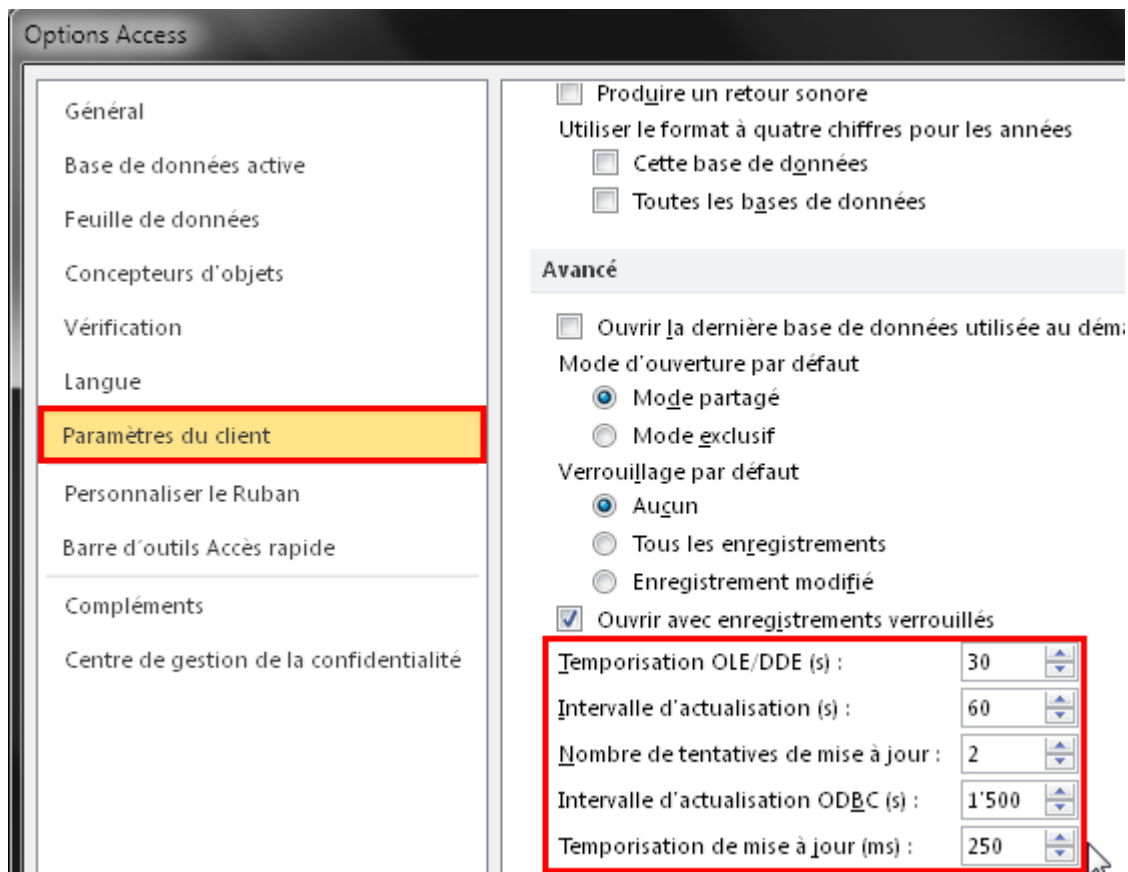 Options Access
Général
Base de données active
Feuille de données
Concepteurs d'objets
Vérification
Langue
Paramètres du client
Personnaliser le Ruban
Barre d´outils Accès rapide
Compléments
Centre de gestion de la confidentialité
Produire un retour sonore
Utiliser le format à quatre chiffres pour les années
Cette base de données
Toutes les bases de données
Avancé
Ouvrir la dernière base de données utilisée au déma
Mode d'ouverture par défaut
Mode partagé
Mode exclusif
Verrouillage par défaut
Aucun
Tous les enregistrements
Enregistrement modifié
Ouvrir avec enregistrements verrouillés
Temporisation OLE/DDE (s) : 30
Intervalle d'actualisation (s) : 60
Nombre de tentatives de mise à jour : 2
Intervalle d'actualisation ODBC (s) : 1'500
Temporisation de mise à jour (ms) : 250